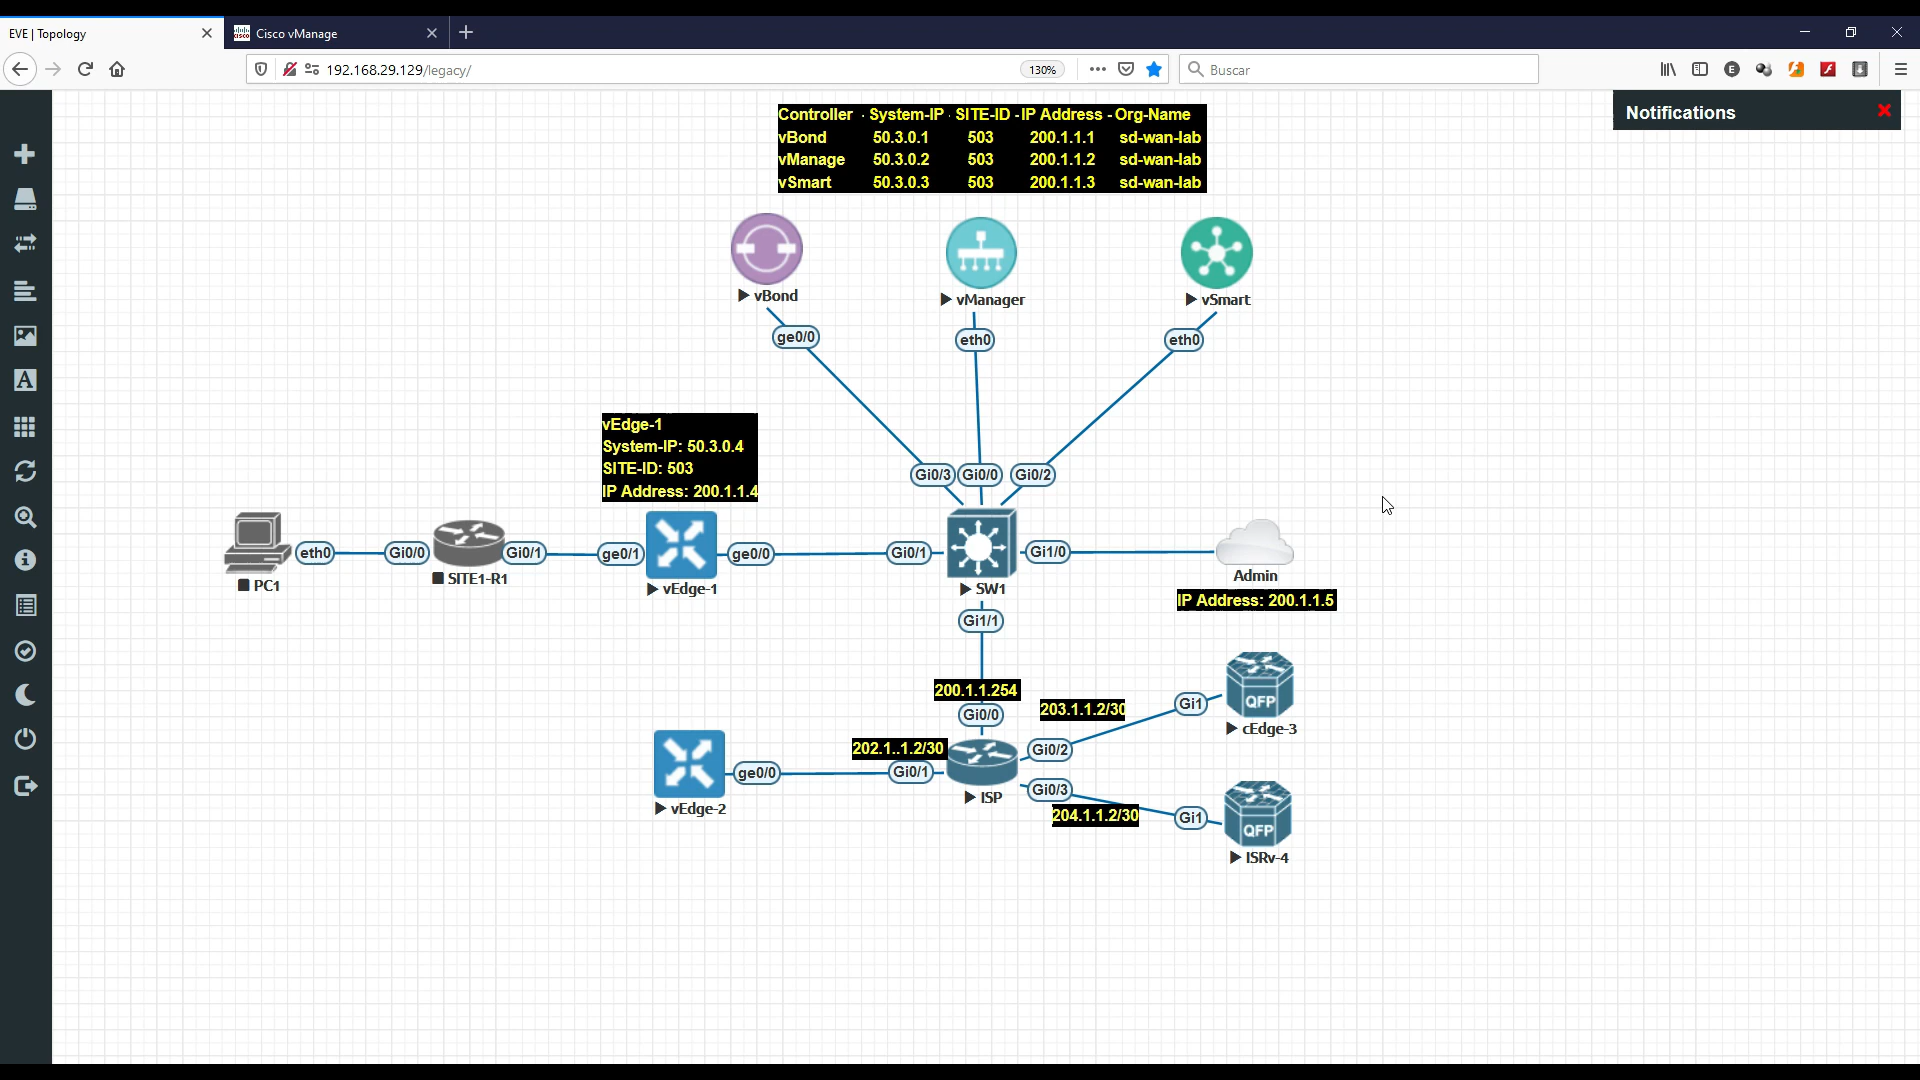 EVE | Topology
Cisco vManage
192.168.29.129/legacy/
130%
Buscar
Notifications
Controller - System-IP - SITE-ID - IP Address - Org-Name
vBond 50.3.0.1 503 200.1.1.1 sd-wan-lab
vManage 50.3.0.2 503 200.1.1.2 sd-wan-lab
vSmart 50.3.0.3 503 200.1.1.3 sd-wan-lab
vBond
vManager
vSmart
ge0/0
eth0
eth0
vEdge-1
System-IP: 50.3.0.4
SITE-ID: 503
IP Address: 200.1.1.4
Gi0/3
Gi0/0
Gi0/2
eth0
Gi0/0
Gi0/1
ge0/1
ge0/0
Gi0/1
Gi1/0
PC1
SITE1-R1
vEdge-1
SW1
Admin
IP Address: 200.1.1.5
Gi1/1
200.1.1.254
Gi0/0
203.1.1.2/30
Gi1
QFP
cEdge-3
202.1..1.2/30
Gi0/2
ge0/0
Gi0/1
vEdge-2
ISP
Gi0/3
204.1.1.2/30
Gi1
QFP
ISRv-4